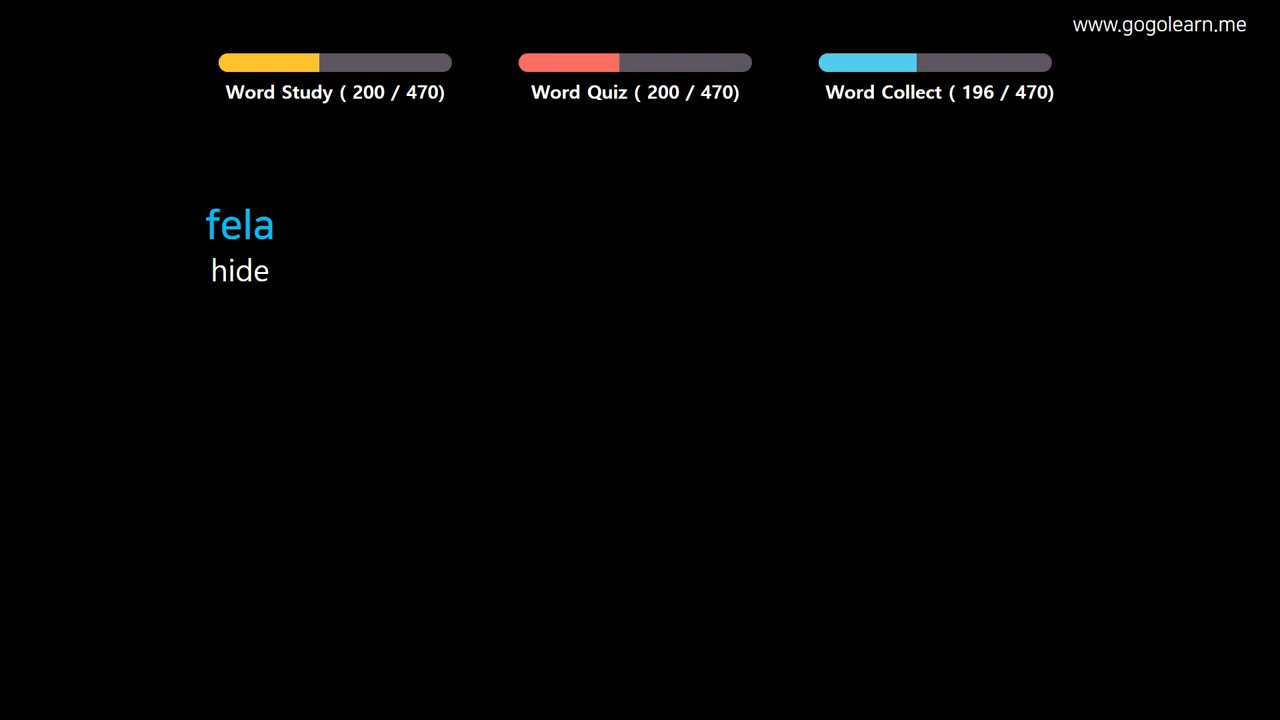 www.gogolearn.me
Word Study ( 200 / 470)
Word Quiz ( 200 / 470)
Word Collect ( 196 / 470)
fela
hide